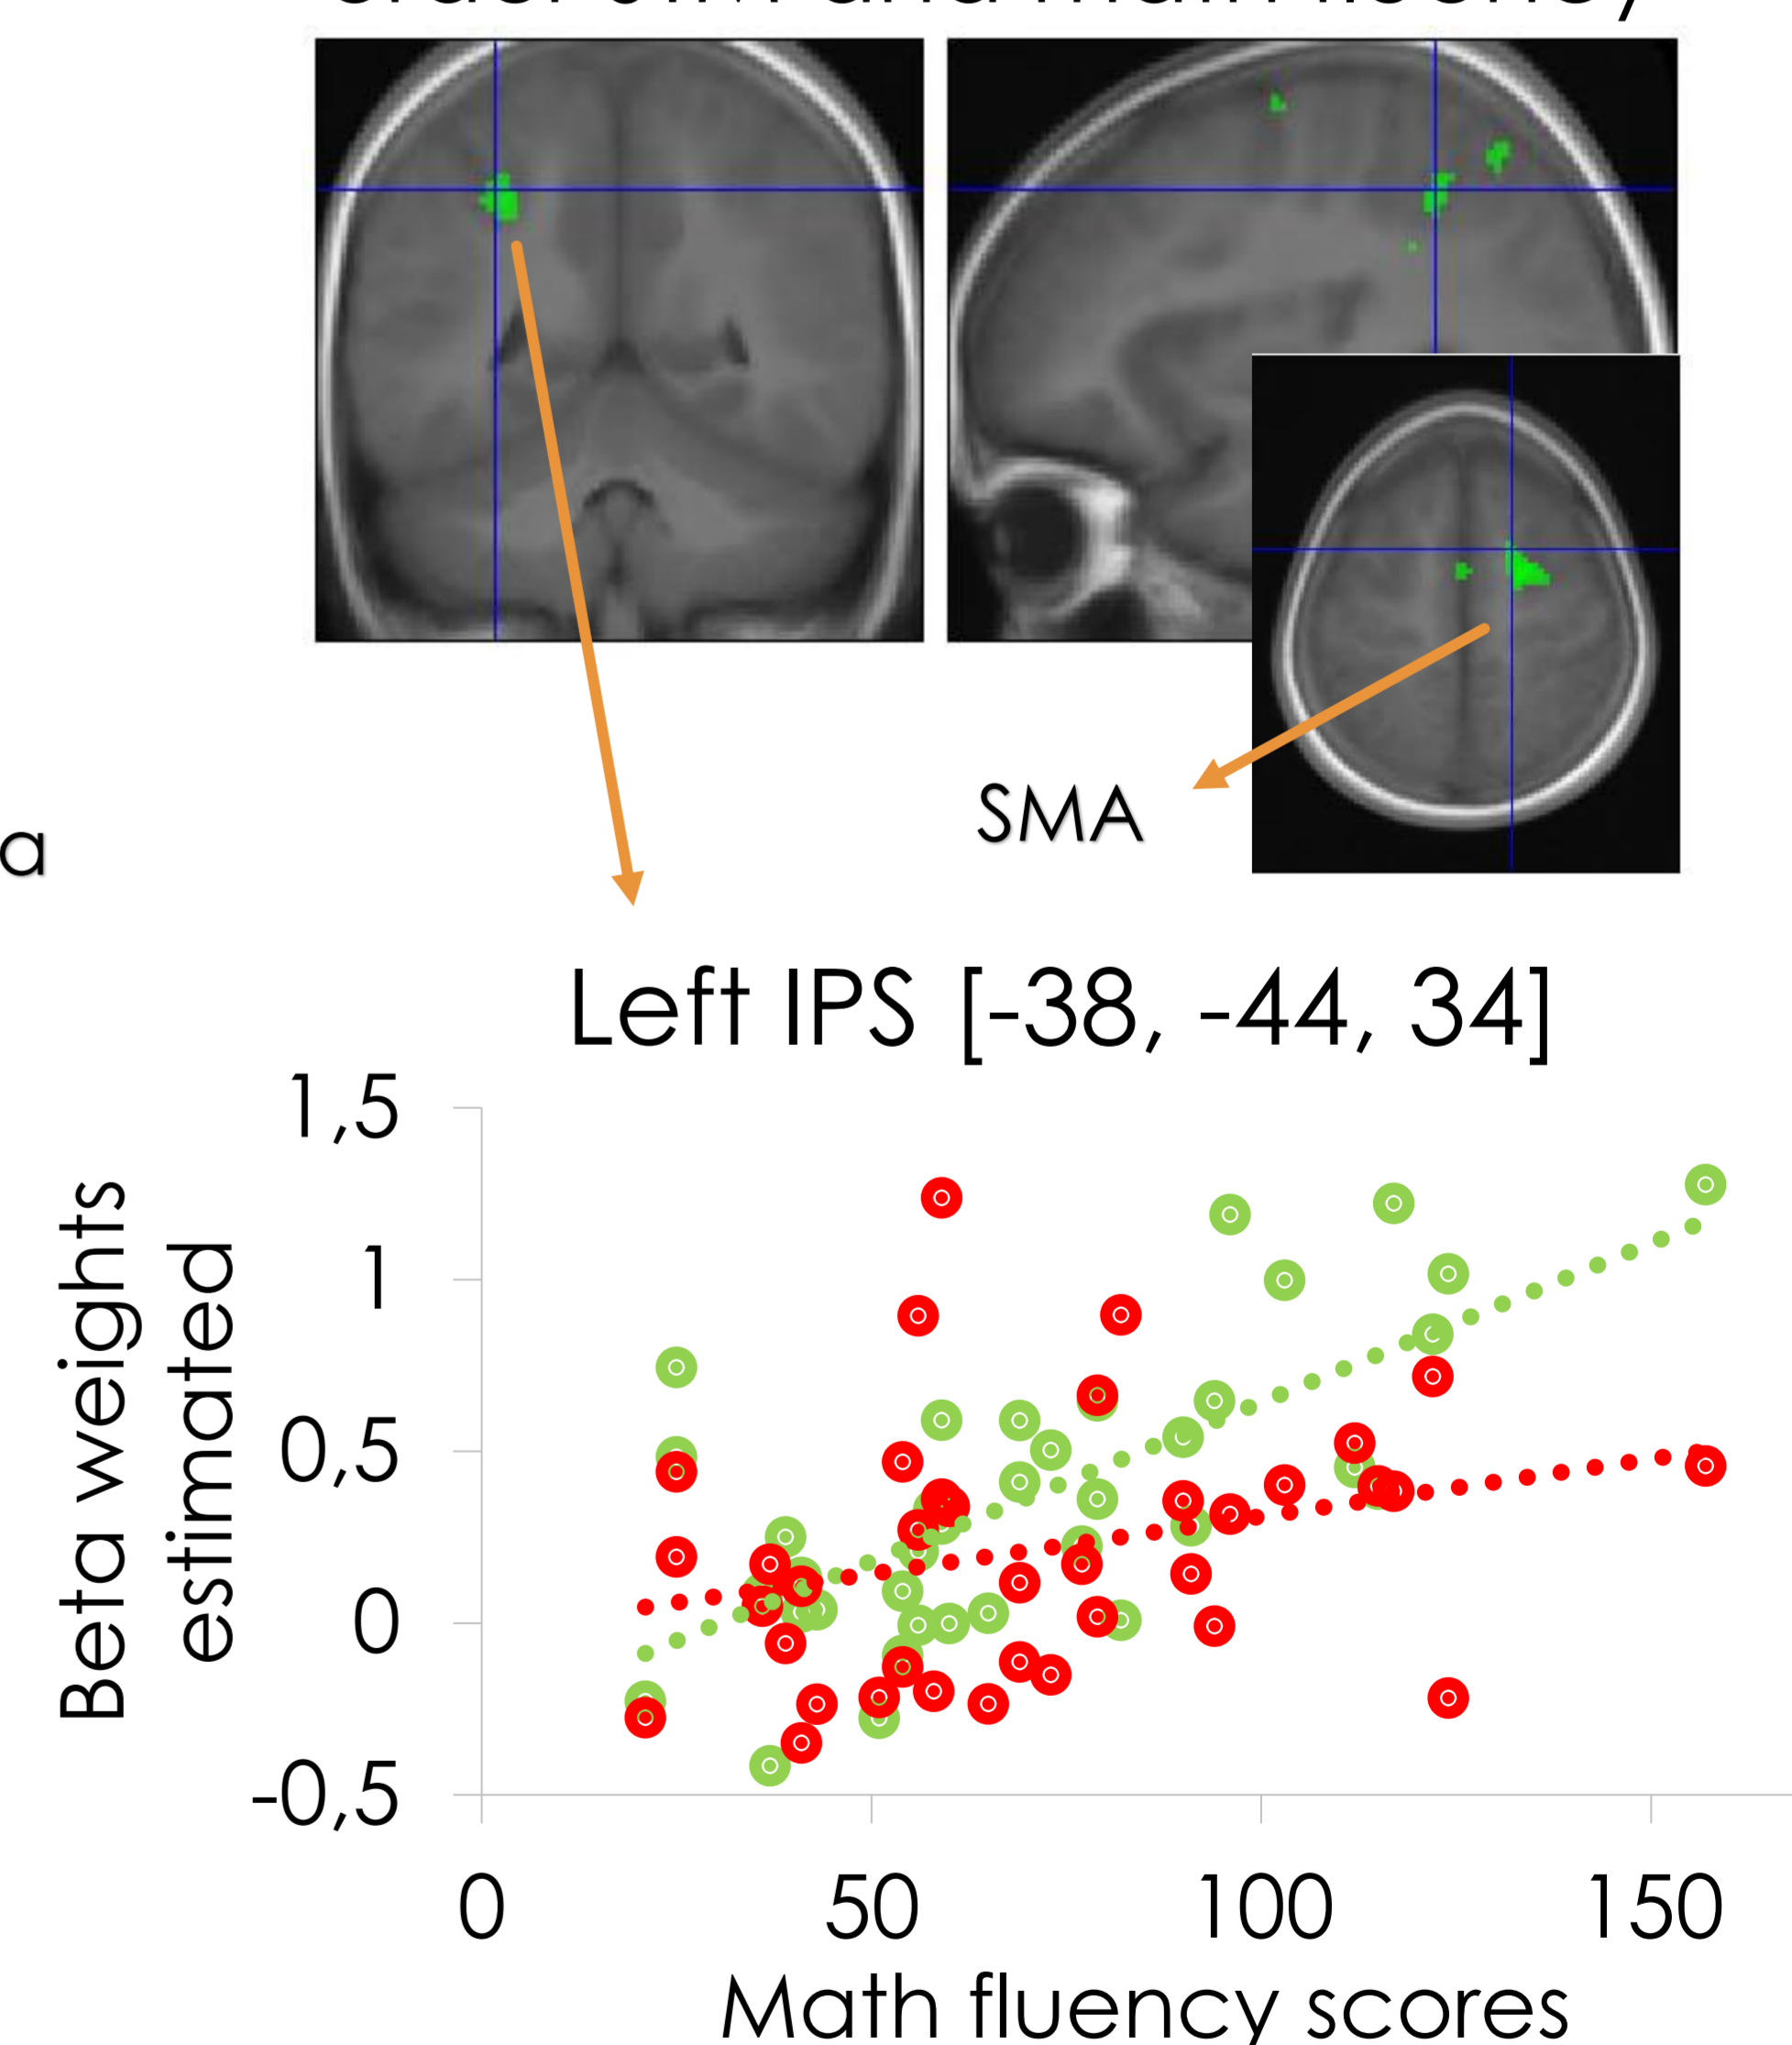 SMA
a
Left IPS [-38, -44, 34]
Beta weights
estimated
1,5
1
0,5
0
-0,5
0
50
100
150
Math fluency scores